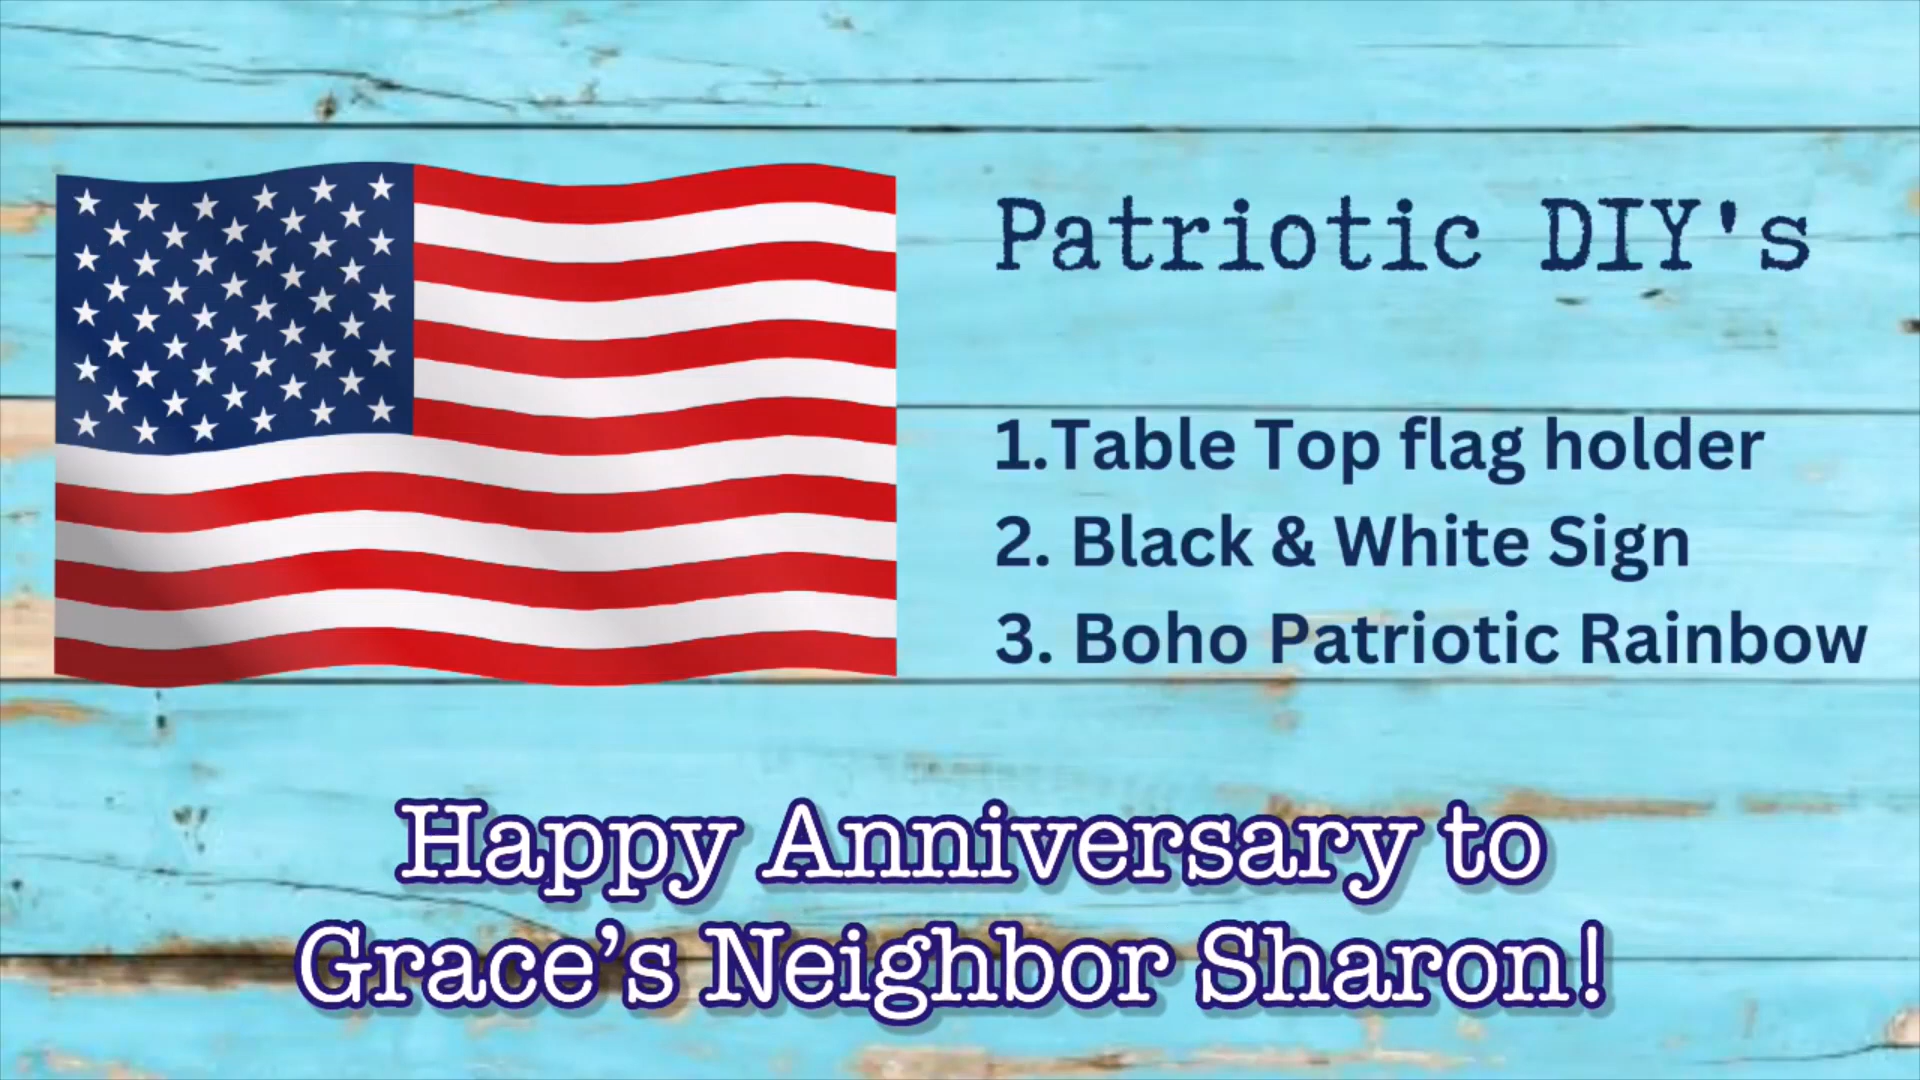 Patriotic DIY's
1.Table Top flag holder
2. Black & White Sign
3. Boho Patriotic Rainbow
Happy Anniversary to
Grace’s Neighbor Sharon!